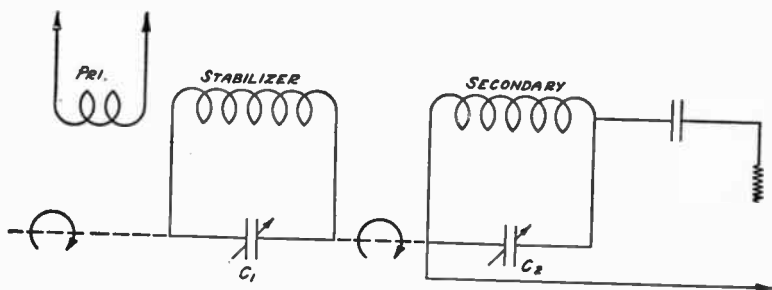 PRI.
STABILIZER
SECONDARY
C1
C2